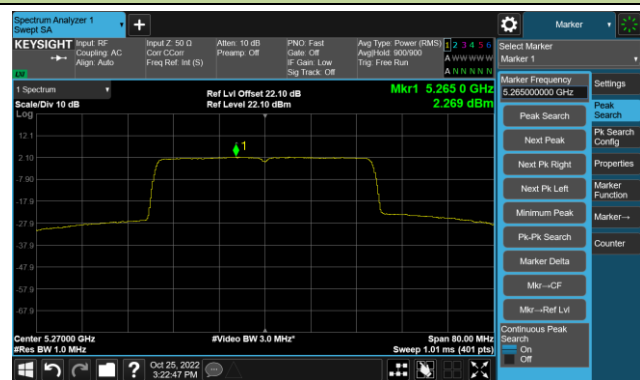 Spectrum Analyzer 1
Swept SA
KEYSIGHT
Input: RF
Coupling: AC
Align: Auto
Input Z: 50 Ω
Corr CCorr
Freq Ref: Int (S)
Atten: 10 dB
Preamp: Off
PNO: Fast
Gate: Off
IF Gain: Low
Sig Track: Off
Avg Type: Power (RMS)
Avg|Hold: 900/900
Trig: Free Run
1 2 3 4 5 6
A W W W W W
A N N N N N
1 Spectrum
Scale/Div 10 dB
Ref Lvl Offset 22.10 dB
Ref Level 22.10 dBm
Mkr1 5.265 0 GHz
2.269 dBm
Log
12.1
2.10
-7.90
-17.9
-27.9
-37.9
-47.9
-57.9
-67.9
1
Center 5.27000 GHz
#Res BW 1.0 MHz
#Video BW 3.0 MHz*
Span 80.00 MHz
Sweep 1.01 ms (401 pts)
Oct 25, 2022
3:22:47 PM
Marker
Select Marker
Marker 1
Marker Frequency
5.265000000 GHz
Peak Search
Next Peak
Next Pk Right
Next Pk Left
Minimum Peak
Pk-Pk Search
Marker Delta
Mkr→CF
Mkr→Ref Lvl
Continuous Peak
Search
On
Off
Settings
Peak
Search
Pk Search
Config
Properties
Marker
Function
Marker→
Counter